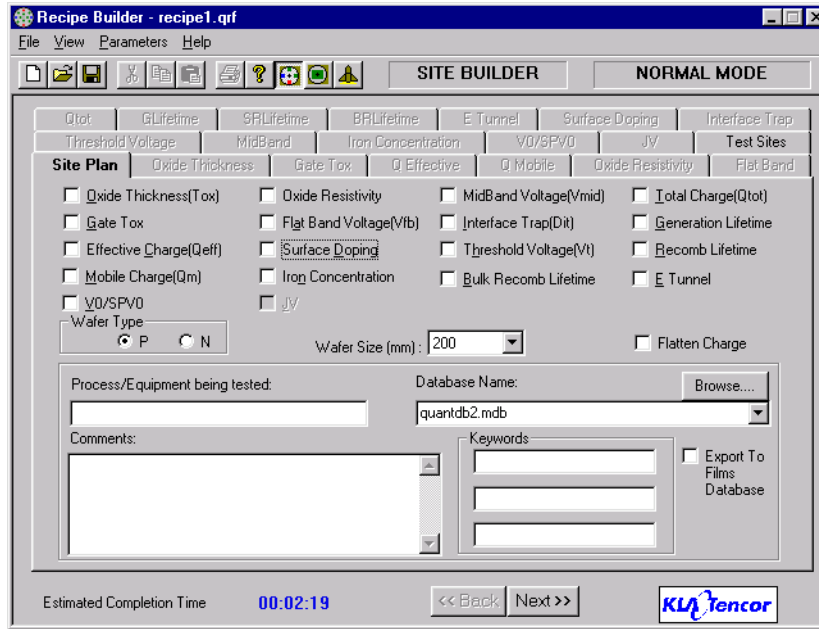 Recipe Builder - recipe1.qrf
File View Parameters Help
SITE BUILDER NORMAL MODE
Qtot GLifetime SRLifetime BRLifetime E Tunnel Surface Doping Interface Trap
Threshold Voltage MidBand Iron Concentration V0/SPV0 JV Test Sites
Site Plan Oxide Thickness Gate Tox Q Effective Q Mobile Oxide Resistivity Flat Band
Oxide Thickness(Tox) Oxide Resistivity MidBand Voltage(Vmid) Total Charge(Qtot)
Gate Tox Flat Band Voltage(Vfb) Interface Trap(Dit) Generation Lifetime
Effective Charge(Qeff) Surface Doping Threshold Voltage(Vt) Recomb Lifetime
Mobile Charge(Qm) Iron Concentration Bulk Recomb Lifetime E Tunnel
V0/SPV0 JV
Wafer Type
P N Wafer Size (mm) : 200 Flatten Charge
Process/Equipment being tested: Database Name: Browse....
quantdb2.mdb
Comments: Keywords
Export To
Films
Database
Estimated Completion Time 00:02:19 << Back Next >> KLA Tencor